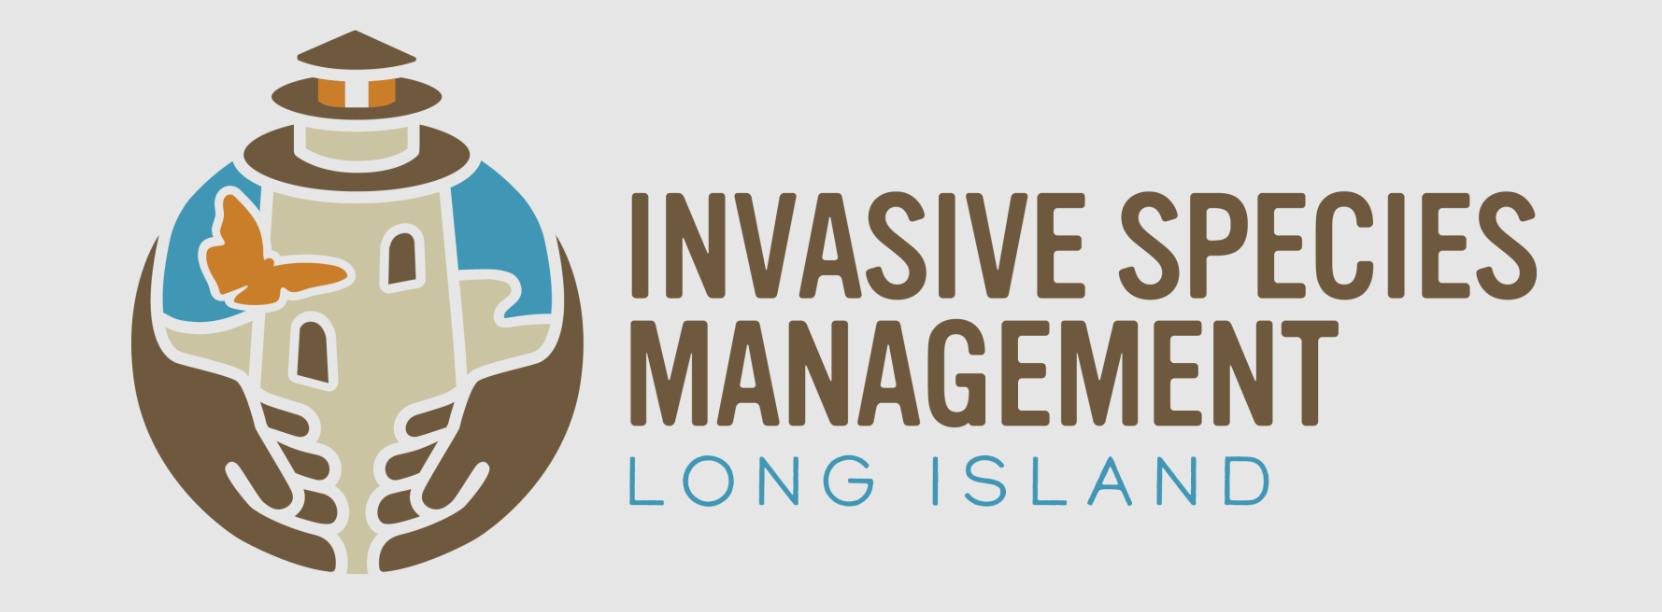 INVASIVE SPECIES
MANAGEMENT
LONG ISLAND